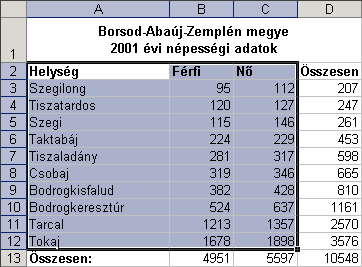 A B C D
1 Borsod-Abaúj-Zemplén megye
2001 évi népességi adatok
2 Helység Férfi Nő Összesen
3 Szegilong 95 112 207
4 Tiszatardos 120 127 247
5 Szegi 115 146 261
6 Taktabáj 224 229 453
7 Tiszaladány 281 317 598
8 Csobaj 319 346 665
9 Bodrogkisfalud 382 428 810
10 Bodrogkeresztúr 524 637 1161
11 Tarcal 1213 1357 2570
12 Tokaj 1678 1898 3576
13 Összesen: 4951 5597 10548